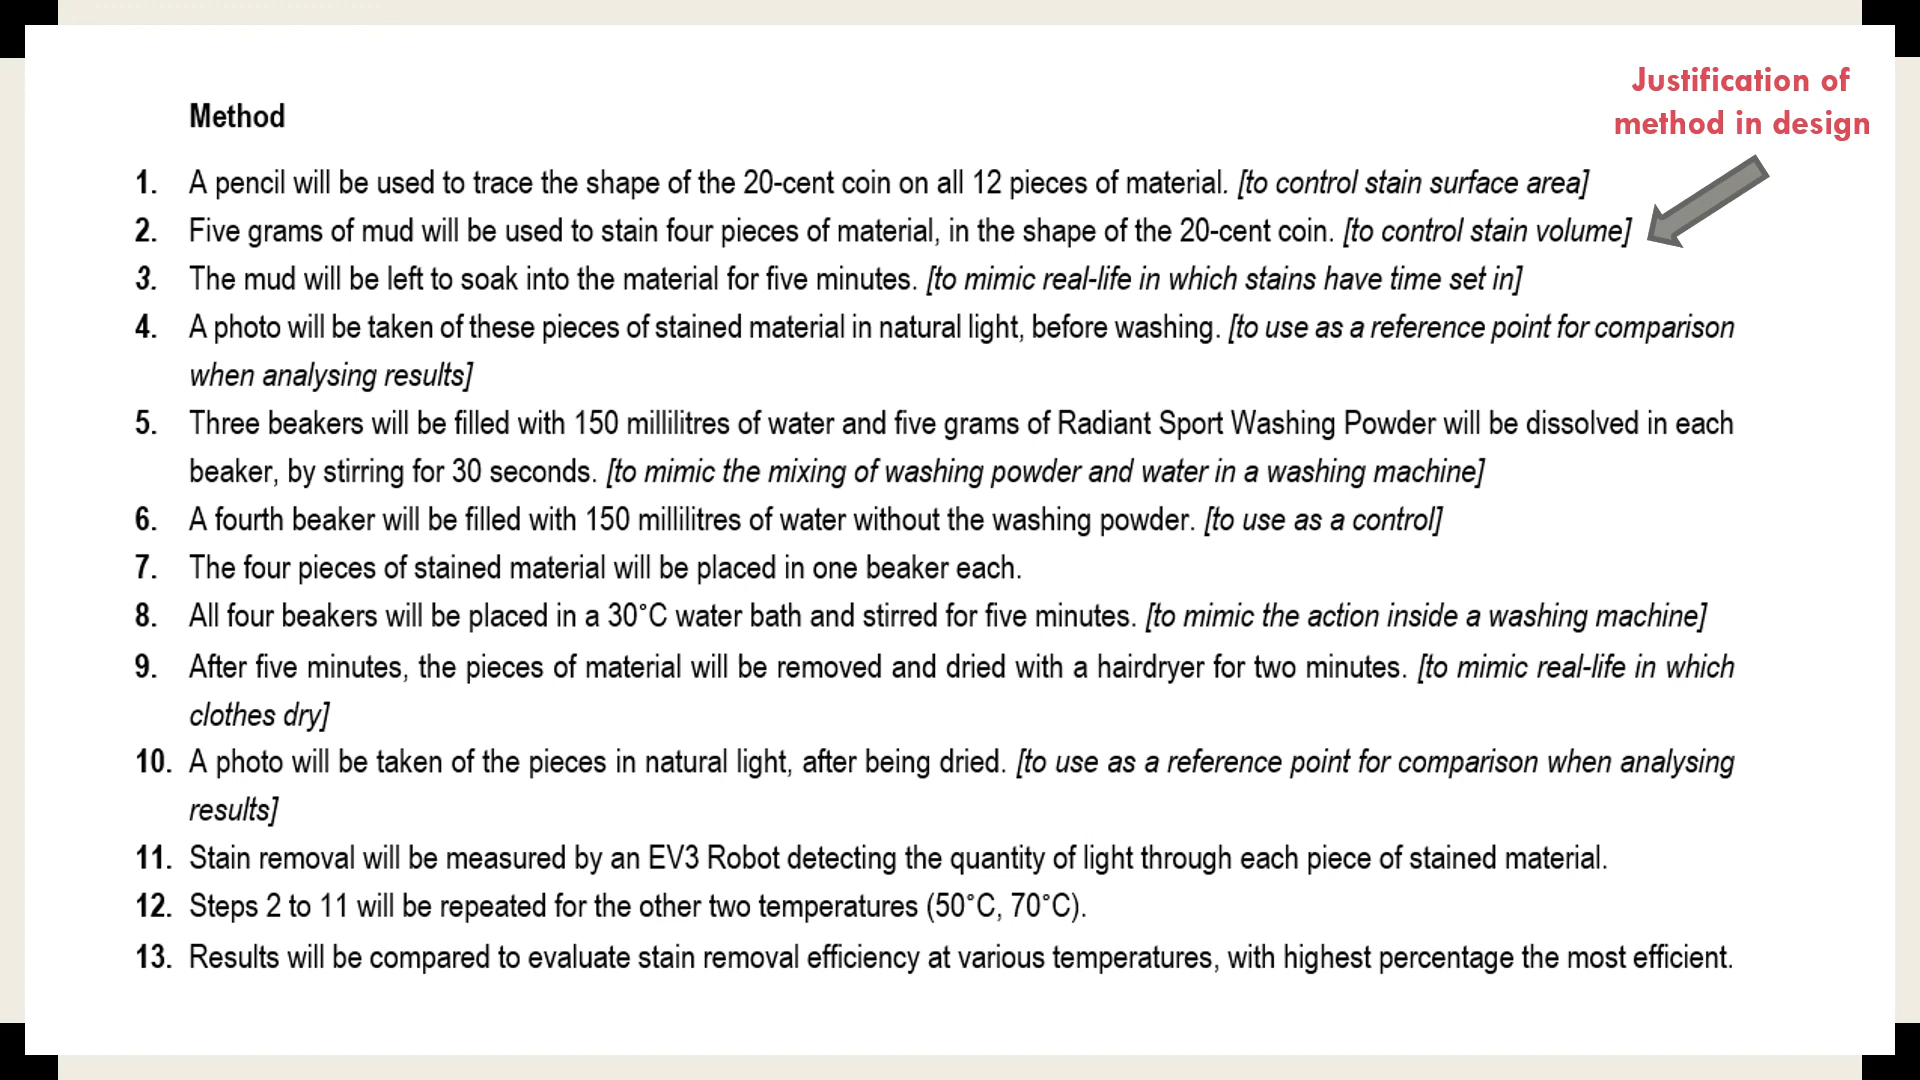 Justification of
method in design
Method
1. A pencil will be used to trace the shape of the 20-cent coin on all 12 pieces of material. [to control stain surface area]
2. Five grams of mud will be used to stain four pieces of material, in the shape of the 20-cent coin. [to control stain volume]
3. The mud will be left to soak into the material for five minutes. [to mimic real-life in which stains have time set in]
4. A photo will be taken of these pieces of stained material in natural light, before washing. [to use as a reference point for comparison
when analysing results]
5. Three beakers will be filled with 150 millilitres of water and five grams of Radiant Sport Washing Powder will be dissolved in each
beaker, by stirring for 30 seconds. [to mimic the mixing of washing powder and water in a washing machine]
6. A fourth beaker will be filled with 150 millilitres of water without the washing powder. [to use as a control]
7. The four pieces of stained material will be placed in one beaker each.
8. All four beakers will be placed in a 30°C water bath and stirred for five minutes. [to mimic the action inside a washing machine]
9. After five minutes, the pieces of material will be removed and dried with a hairdryer for two minutes. [to mimic real-life in which
clothes dry]
10. A photo will be taken of the pieces in natural light, after being dried. [to use as a reference point for comparison when analysing
results]
11. Stain removal will be measured by an EV3 Robot detecting the quantity of light through each piece of stained material.
12. Steps 2 to 11 will be repeated for the other two temperatures (50°C, 70°C).
13. Results will be compared to evaluate stain removal efficiency at various temperatures, with highest percentage the most efficient.